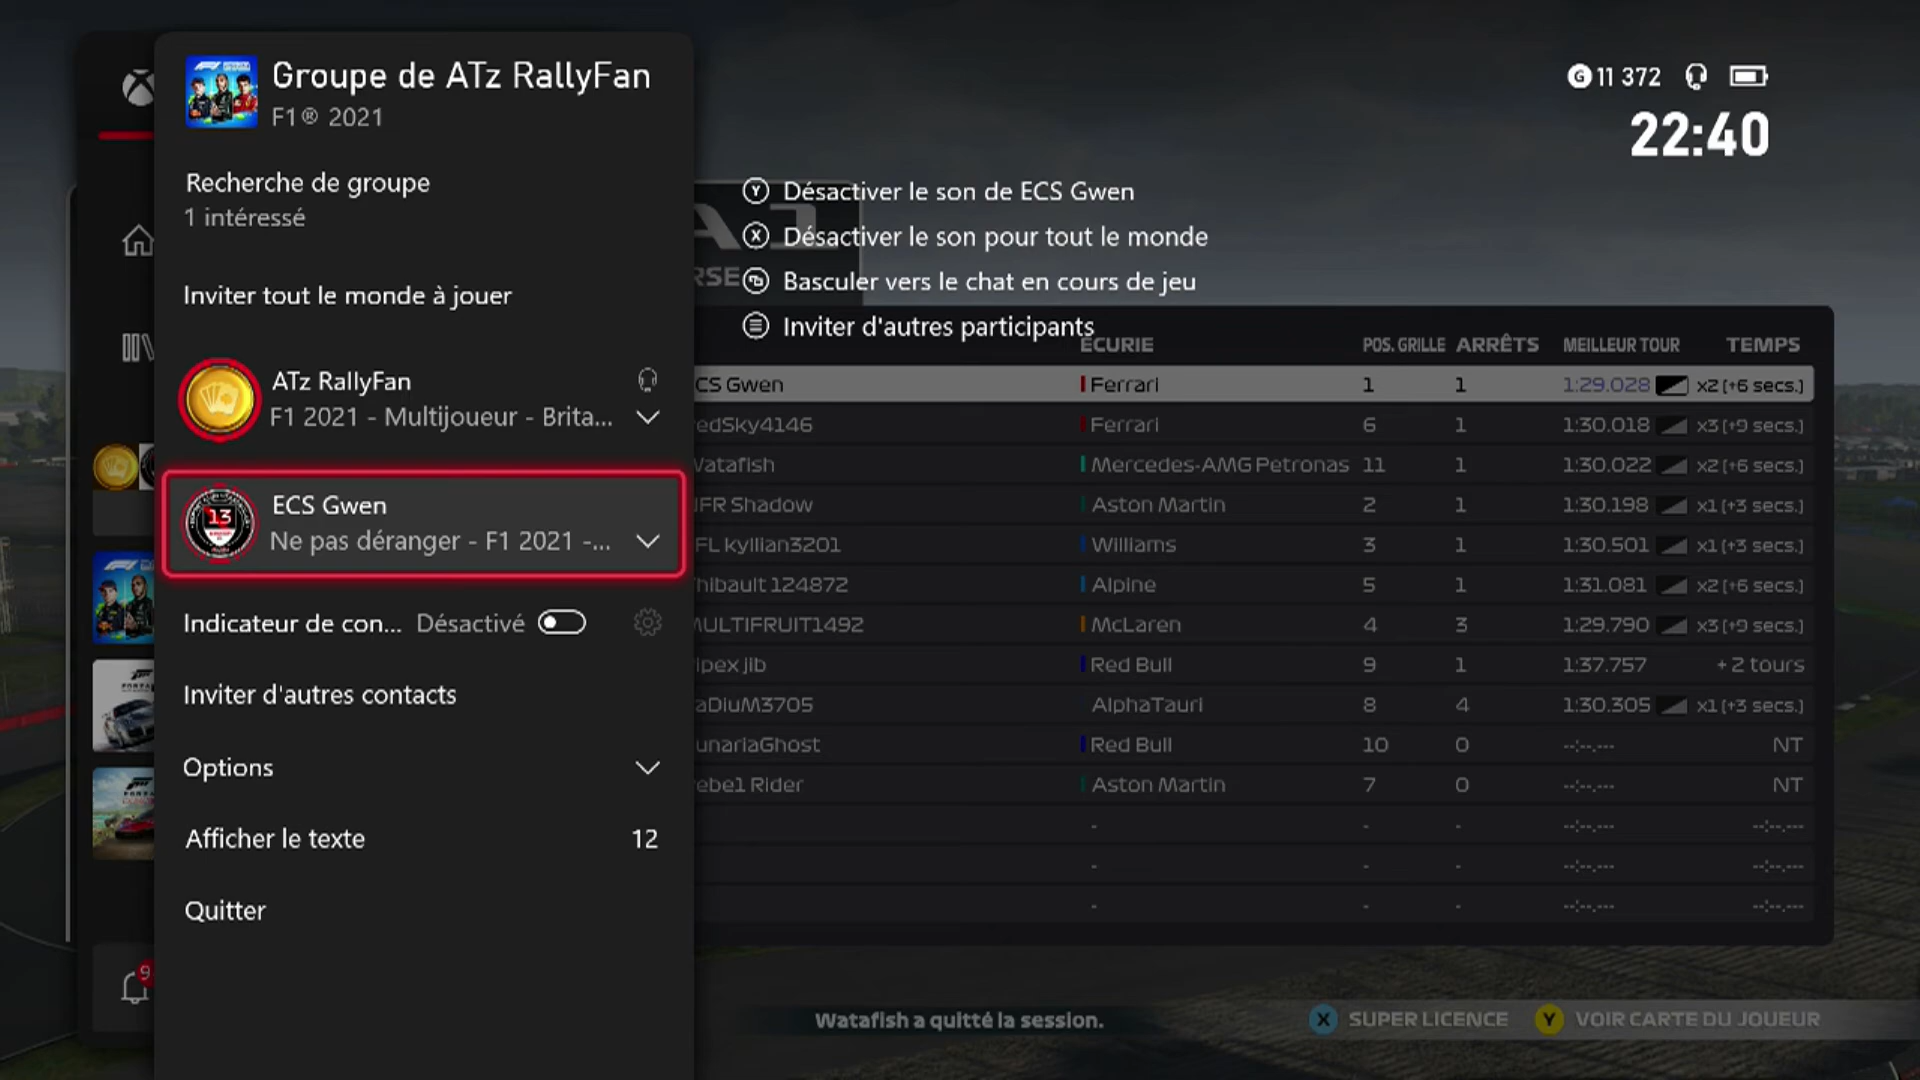 Groupe de ATz RallyFan
F1® 2021
Recherche de groupe
1 intéressé
Inviter tout le monde à jouer
ATz RallyFan
F1 2021 - Multijoueur - Brita...
ECS Gwen
Ne pas déranger - F1 2021 -...
Indicateur de con... Désactivé
Inviter d'autres contacts
Options
Afficher le texte 12
Quitter
9
G 11 372
22:40
Y Désactiver le son de ECS Gwen
X Désactiver le son pour tout le monde
Basculer vers le chat en cours de jeu
Inviter d'autres participants
ÉCURIE POS. GRILLE ARRÊTS MEILLEUR TOUR TEMPS
CS Gwen Ferrari 1 1 1:29.028 x2 (+6 secs.)
edSky4146 Ferrari 6 1 1:30.018 x3 (+9 secs.)
Vatafish Mercedes-AMG Petronas 11 1 1:30.022 x2 (+6 secs.)
FR Shadow Aston Martin 2 1 1:30.198 x1 (+3 secs.)
FL kyllian3201 Williams 3 1 1:30.501 x1 (+3 secs.)
hibault 124872 Alpine 5 1 1:31.081 x2 (+6 secs.)
MULTIFRUIT1492 McLaren 4 3 1:29.790 x3 (+9 secs.)
ipex jib Red Bull 9 1 1:37.757 + 2 tours
aDiuM3705 AlphaTauri 8 4 1:30.305 x1 (+3 secs.)
unariaGhost Red Bull 10 0 --:--.--- NT
ebel Rider Aston Martin 7 0 --:--.--- NT
- - - --:--.--- --:--.---
- - - --:--.--- --:--.---
- - - --:--.--- --:--.---
Watafish a quitté la session.
X SUPER LICENCE Y VOIR CARTE DU JOUEUR